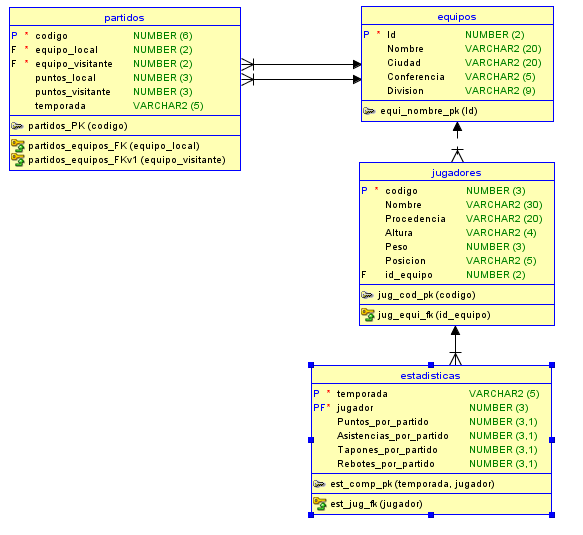 partidos
P * codigo NUMBER (6)
F * equipo_local NUMBER (2)
F * equipo_visitante NUMBER (2)
puntos_local NUMBER (3)
puntos_visitante NUMBER (3)
temporada VARCHAR2 (5)
partidos_PK (codigo)
partidos_equipos_FK (equipo_local)
partidos_equipos_FKv1 (equipo_visitante)
equipos
P * Id NUMBER (2)
Nombre VARCHAR2 (20)
Ciudad VARCHAR2 (20)
Conferencia VARCHAR2 (5)
Division VARCHAR2 (9)
equi_nombre_pk (Id)
jugadores
P * codigo NUMBER (3)
Nombre VARCHAR2 (30)
Procedencia VARCHAR2 (20)
Altura VARCHAR2 (4)
Peso NUMBER (3)
Posicion VARCHAR2 (5)
F id_equipo NUMBER (2)
jug_cod_pk (codigo)
jug_equi_fk (id_equipo)
estadisticas
P * temporada VARCHAR2 (5)
PF* jugador NUMBER (3)
Puntos_por_partido NUMBER (3,1)
Asistencias_por_partido NUMBER (3,1)
Tapones_por_partido NUMBER (3,1)
Rebotes_por_partido NUMBER (3,1)
est_comp_pk (temporada, jugador)
est_jug_fk (jugador)